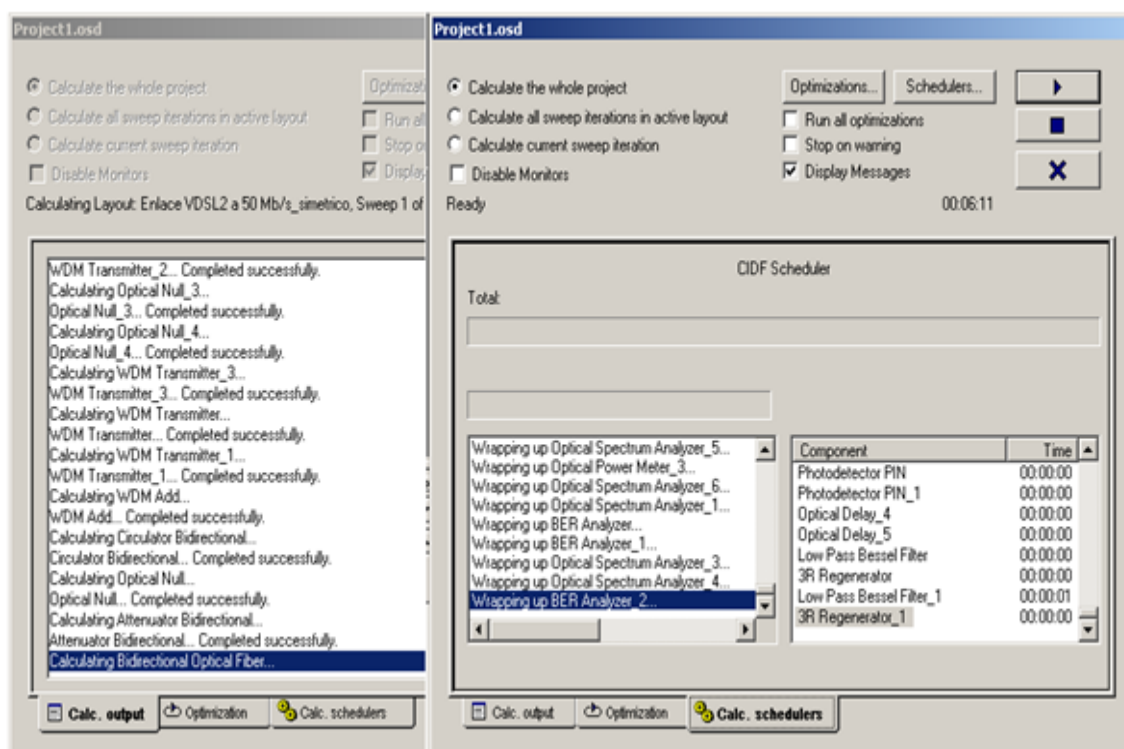 Project1.osd
Calculate the whole project
Calculate all sweep iterations in active layout
Calculate current sweep iteration
Disable Monitors
Run all
Stop
Display
Calculating Layout: Enlace VDSL2 a 50 Mb/s_simetrico, Sweep 1 of
WDM Transmitter_2... Completed successfully.
Calculating Optical Null_3...
Optical Null_3... Completed successfully.
Calculating Optical Null_4...
Optical Null_4... Completed successfully.
Calculating WDM Transmitter_3...
WDM Transmitter_3... Completed successfully.
Calculating WDM Transmitter...
WDM Transmitter... Completed successfully.
Calculating WDM Transmitter_1...
WDM Transmitter_1... Completed successfully.
Calculating WDM Add...
WDM Add... Completed successfully.
Calculating Circulator Bidirectional...
Circulator Bidirectional... Completed successfully.
Calculating Optical Null...
Optical Null... Completed successfully.
Calculating Attenuator Bidirectional...
Attenuator Bidirectional... Completed successfully.
Calculating Bidirectional Optical Fiber...
Calc. output Optimization Calc. schedulers
Project1.osd
Calculate the whole project
Calculate all sweep iterations in active layout
Calculate current sweep iteration
Disable Monitors
Optimizations... Schedulers...
Run all optimizations
Stop on warning
Display Messages
Ready 00:06:11
CIDF Scheduler
Total:
Wrapping up Optical Spectrum Analyzer_5...
Wrapping up Optical Power Meter_3...
Wrapping up Optical Spectrum Analyzer_6...
Wrapping up Optical Spectrum Analyzer_1...
Wrapping up BER Analyzer...
Wrapping up BER Analyzer_1...
Wrapping up Optical Spectrum Analyzer_3...
Wrapping up Optical Spectrum Analyzer_4...
Wrapping up BER Analyzer_2...
Component Time
Photodetector PIN 00:00:00
Photodetector PIN_1 00:00:00
Optical Delay_4 00:00:00
Optical Delay_5 00:00:00
Low Pass Bessel Filter 00:00:00
3R Regenerator 00:00:00
Low Pass Bessel Filter_1 00:00:01
3R Regenerator_1 00:00:00
Calc. output Optimization Calc. schedulers